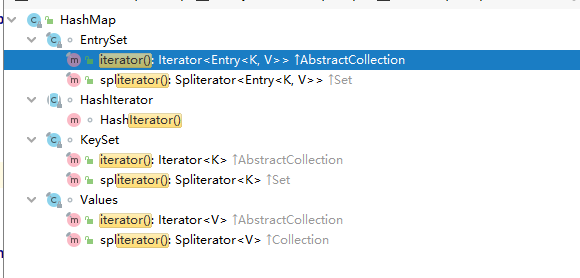 HashMap
EntrySet
iterator(): Iterator<Entry<K, V>> ↑AbstractCollection
spliterator(): Spliterator<Entry<K, V>> ↑Set
HashIterator
HashIterator()
KeySet
iterator(): Iterator<K> ↑AbstractCollection
spliterator(): Spliterator<K> ↑Set
Values
iterator(): Iterator<V> ↑AbstractCollection
spliterator(): Spliterator<V> ↑Collection